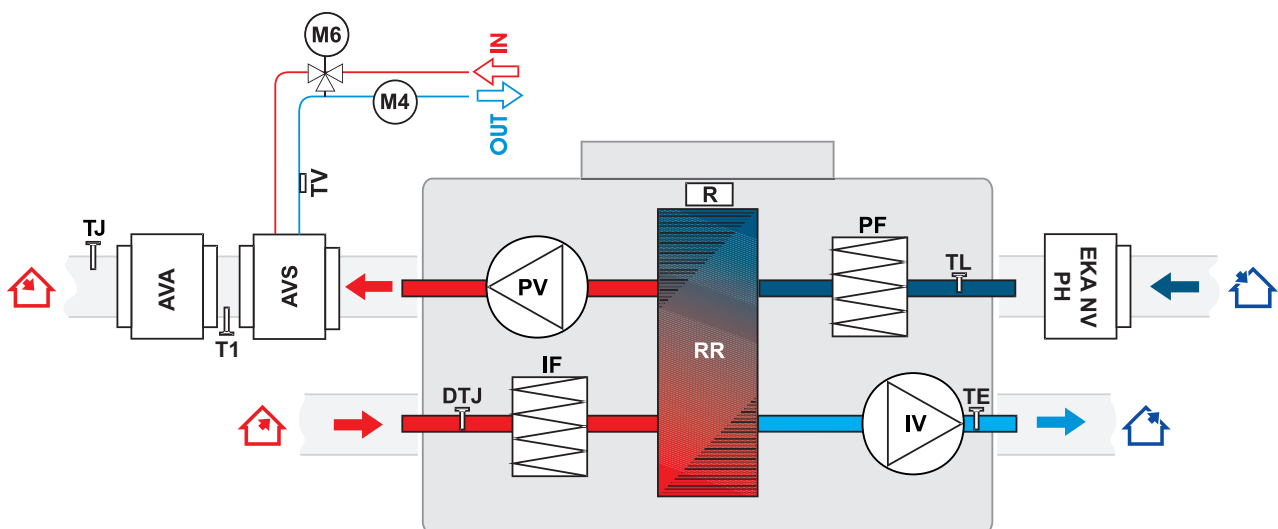 M6
IN
M4
OUT
TV
R
TJ
PF
AVA
AVS
PV
TL
EKA NV
PH
T1
RR
IF
DTJ
TE
IV